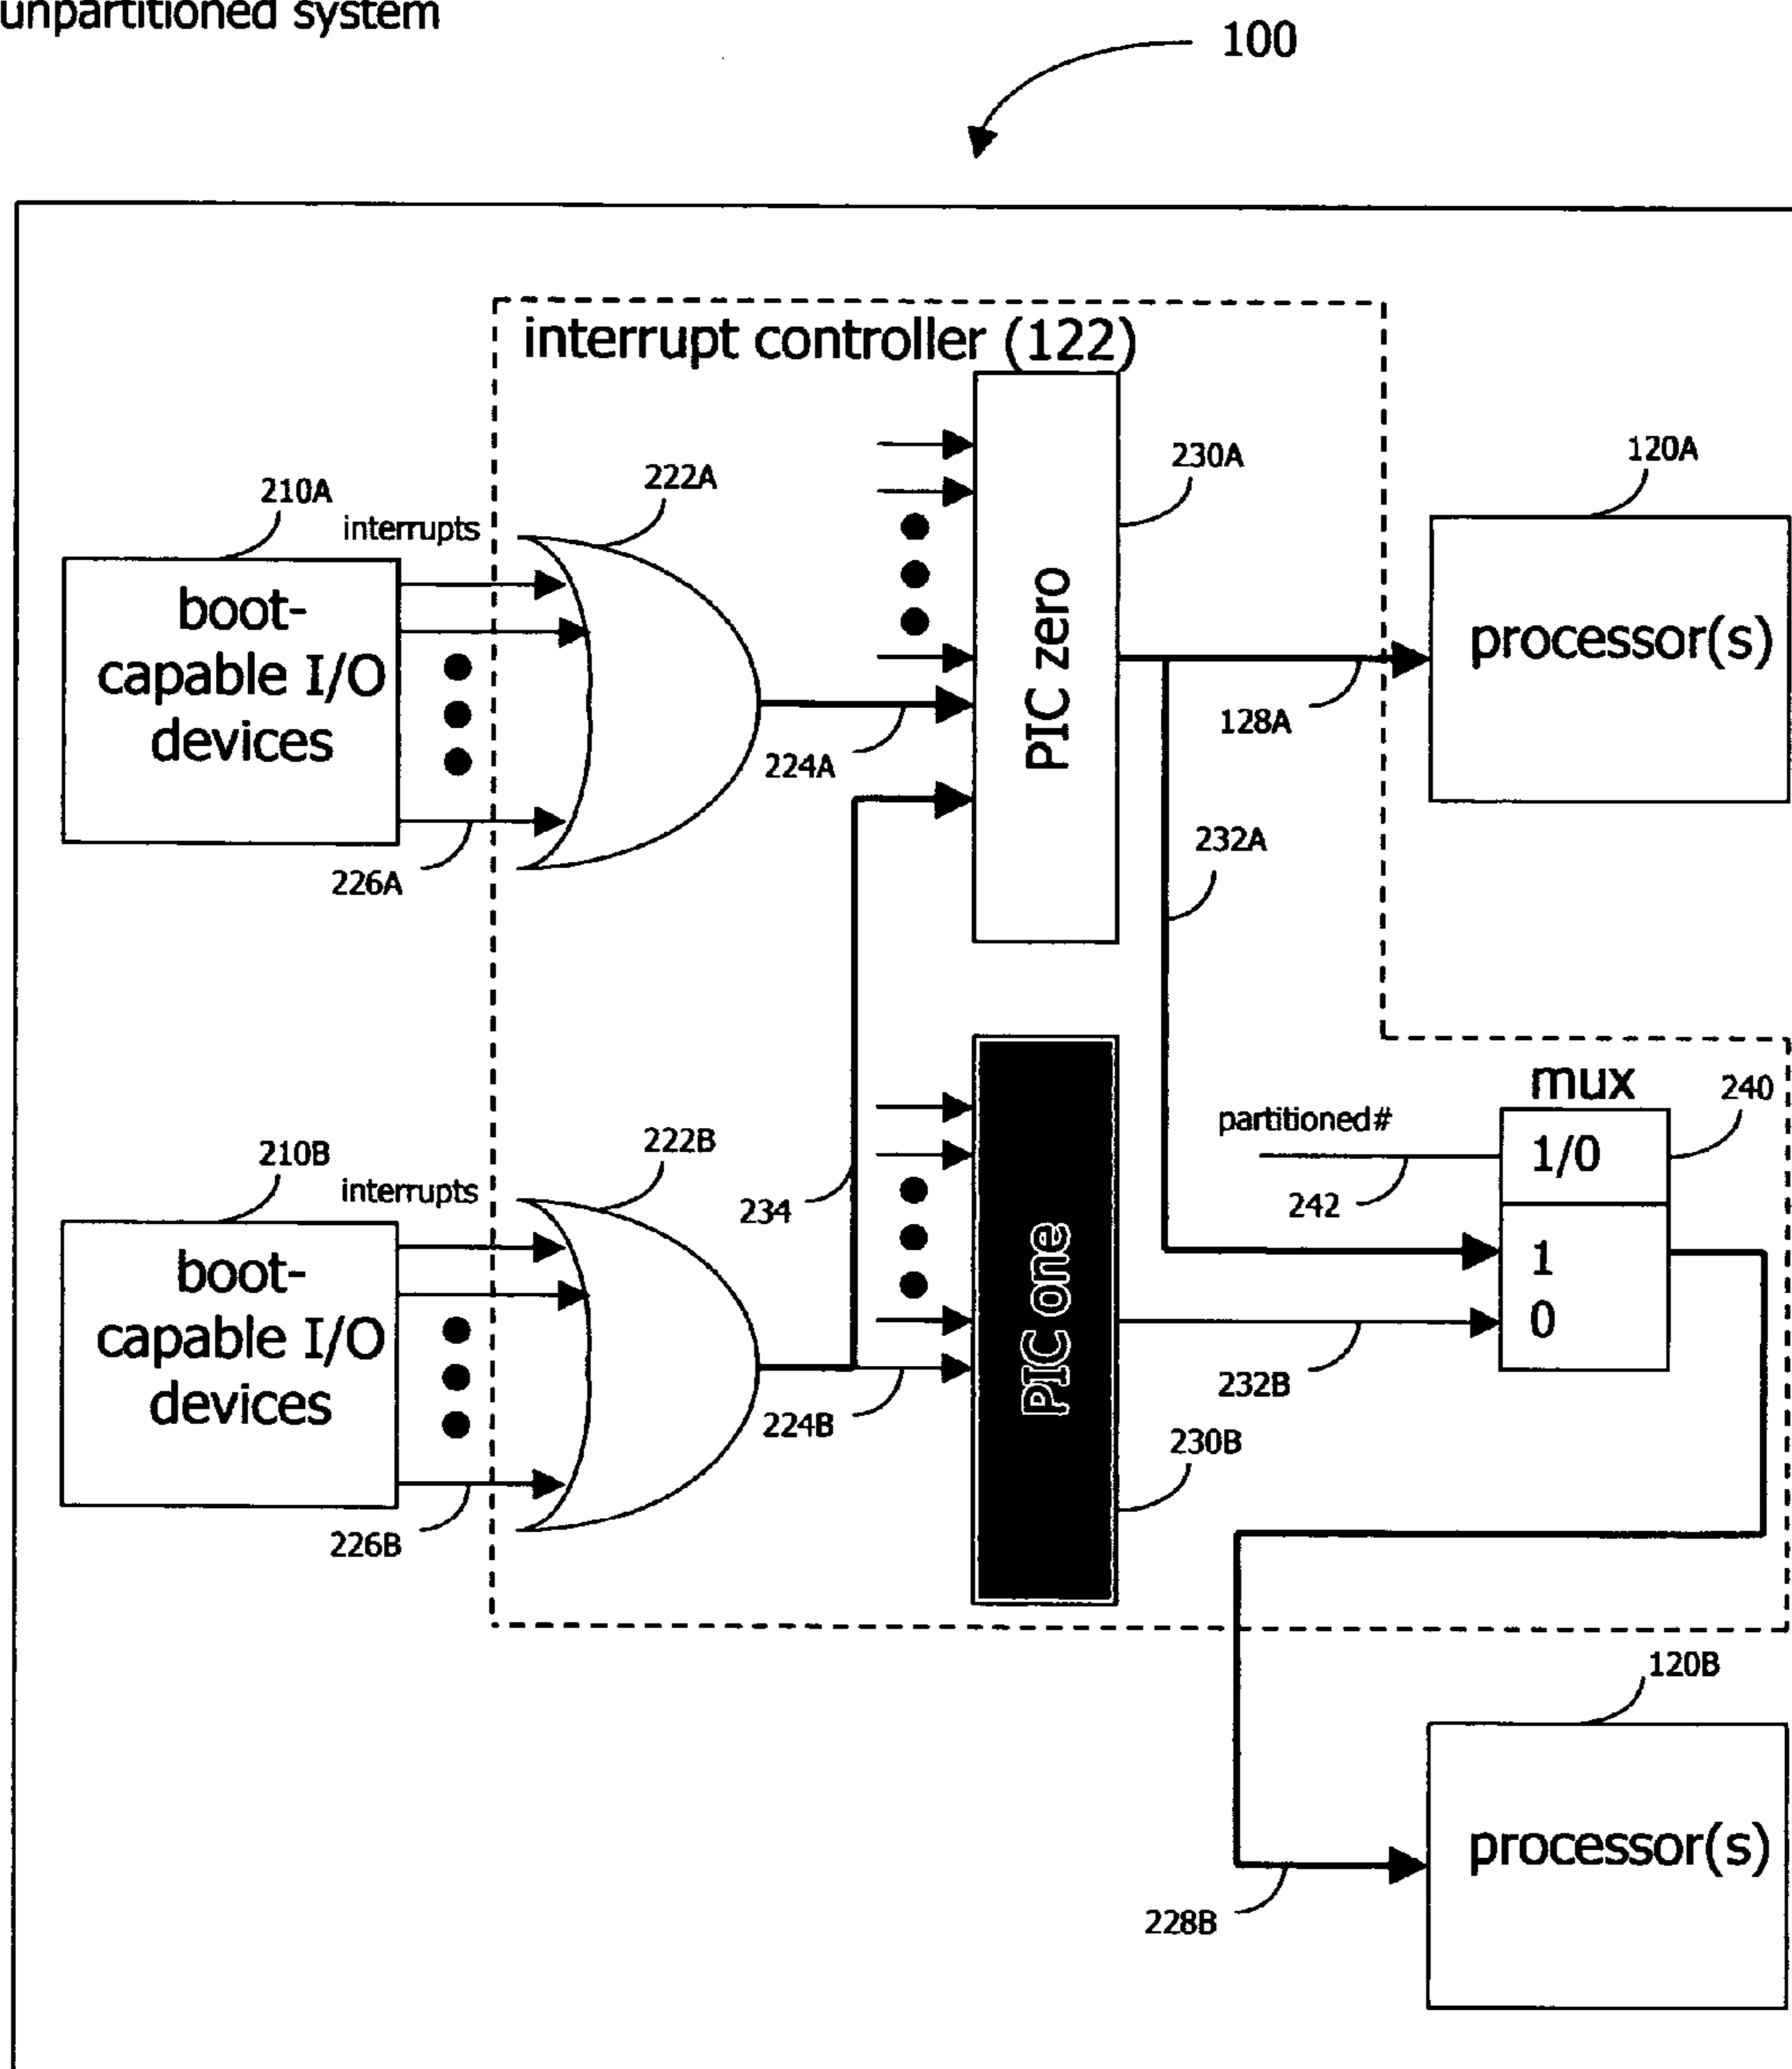 unpartitioned system
100
interrupt controller (122)
230A
120A
222A
210A
interrupts
boot-
capable I/O
devices
PIC zero
processor(s)
128A
224A
232A
226A
mux
240
partitioned#
1/0
222B
210B
interrupts
234
242
boot-
capable I/O
devices
PIC one
1
0
232B
224B
230B
226B
120B
processor(s)
228B